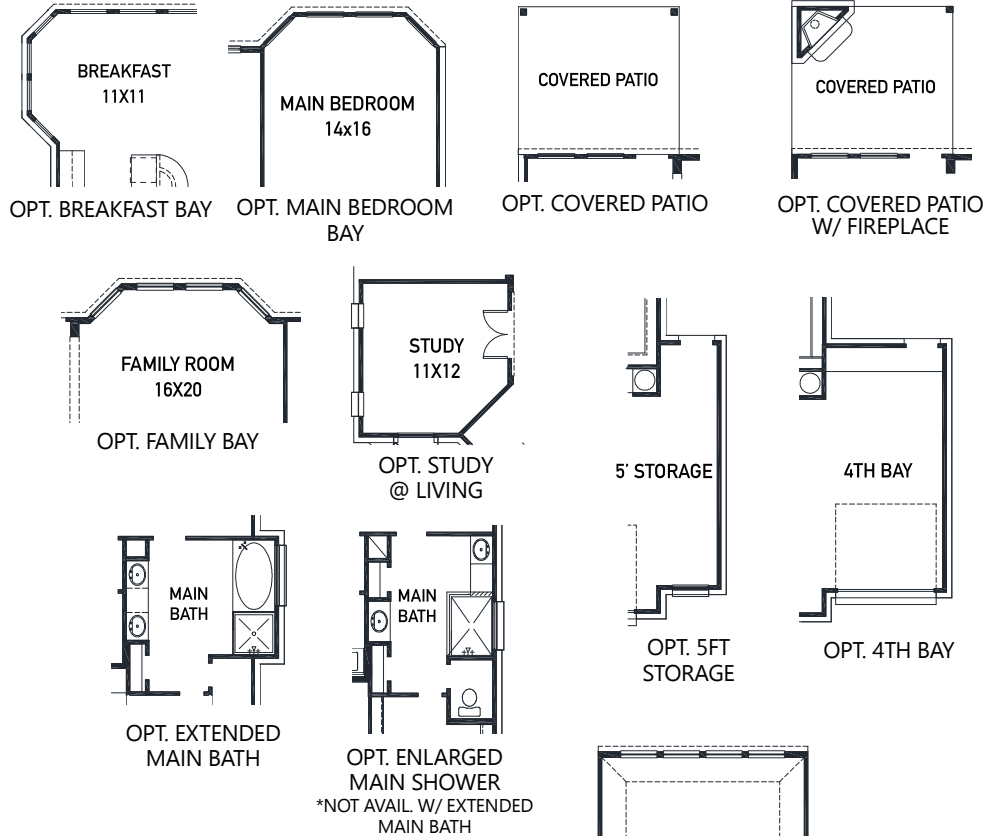 BREAKFAST
11X11
OPT. BREAKFAST BAY
MAIN BEDROOM
14x16
OPT. MAIN BEDROOM
BAY
COVERED PATIO
OPT. COVERED PATIO
COVERED PATIO
OPT. COVERED PATIO
W/ FIREPLACE
FAMILY ROOM
16X20
OPT. FAMILY BAY
STUDY
11X12
OPT. STUDY
@ LIVING
5' STORAGE
OPT. 5FT
STORAGE
4TH BAY
OPT. 4TH BAY
MAIN
BATH
OPT. EXTENDED
MAIN BATH
MAIN
BATH
OPT. ENLARGED
MAIN SHOWER
*NOT AVAIL. W/ EXTENDED
MAIN BATH